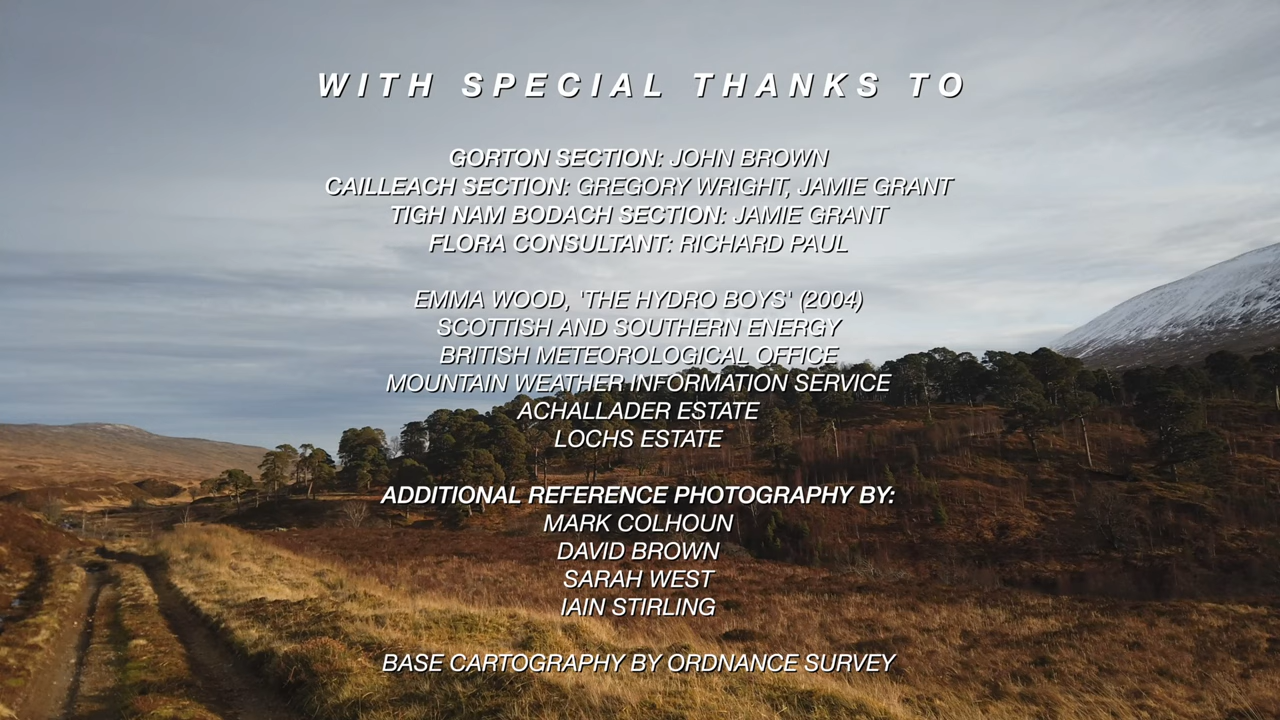 WITH SPECIAL THANKS TO
GORTON SECTION: JOHN BROWN
CAILLEACH SECTION: GREGORY WRIGHT, JAMIE GRANT
TIGH NAM BODACH SECTION: JAMIE GRANT
FLORA CONSULTANT: RICHARD PAUL
EMMA WOOD, 'THE HYDRO BOYS' (2004)
SCOTTISH AND SOUTHERN ENERGY
BRITISH METEOROLOGICAL OFFICE
MOUNTAIN WEATHER INFORMATION SERVICE
ACHALLADER ESTATE
LOCHS ESTATE
ADDITIONAL REFERENCE PHOTOGRAPHY BY:
MARK COLHOUN
DAVID BROWN
SARAH WEST
IAIN STIRLING
BASE CARTOGRAPHY BY ORDNANCE SURVEY